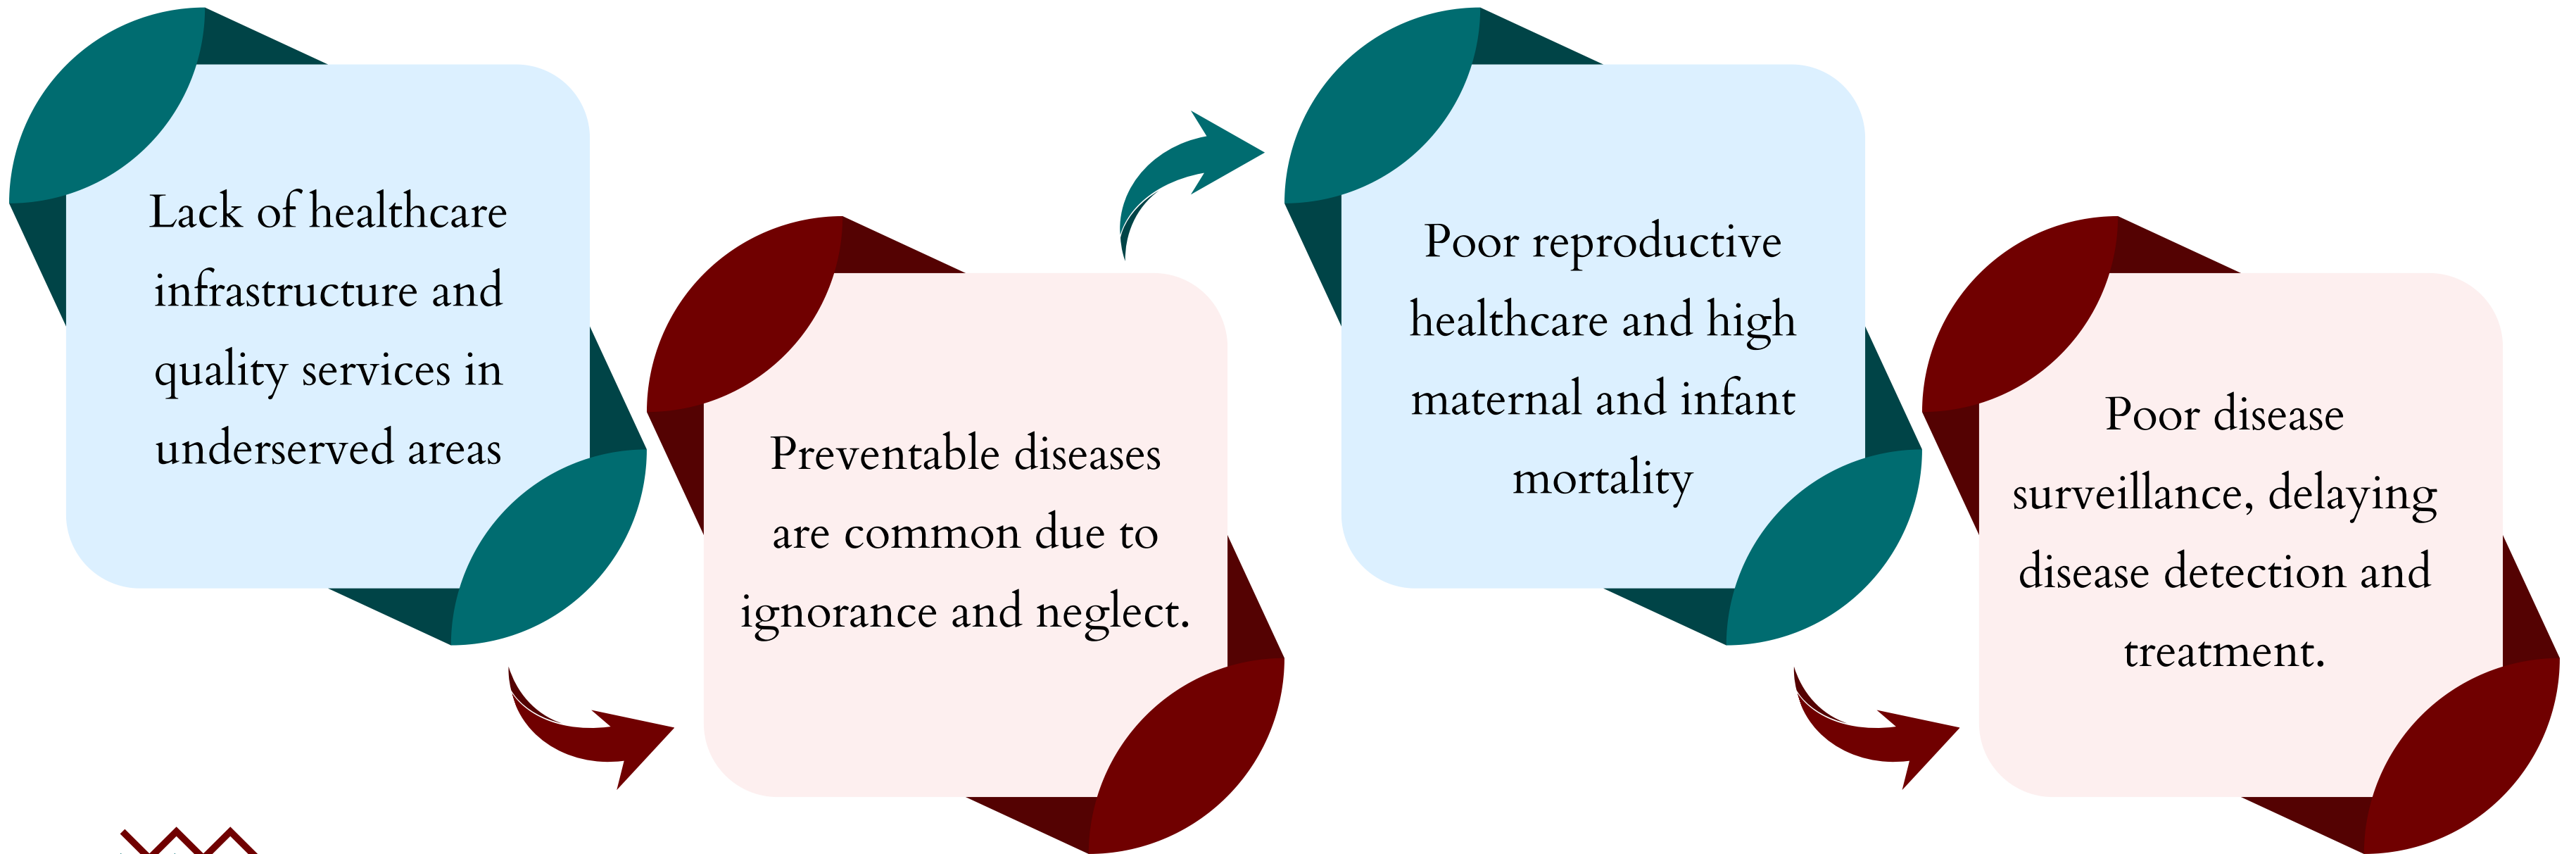 Lack of healthcare
infrastructure and
quality services in
underserved areas
Preventable diseases
are common due to
ignorance and neglect.
Poor reproductive
healthcare and high
maternal and infant
mortality
Poor disease
surveillance, delaying
disease detection and
treatment.